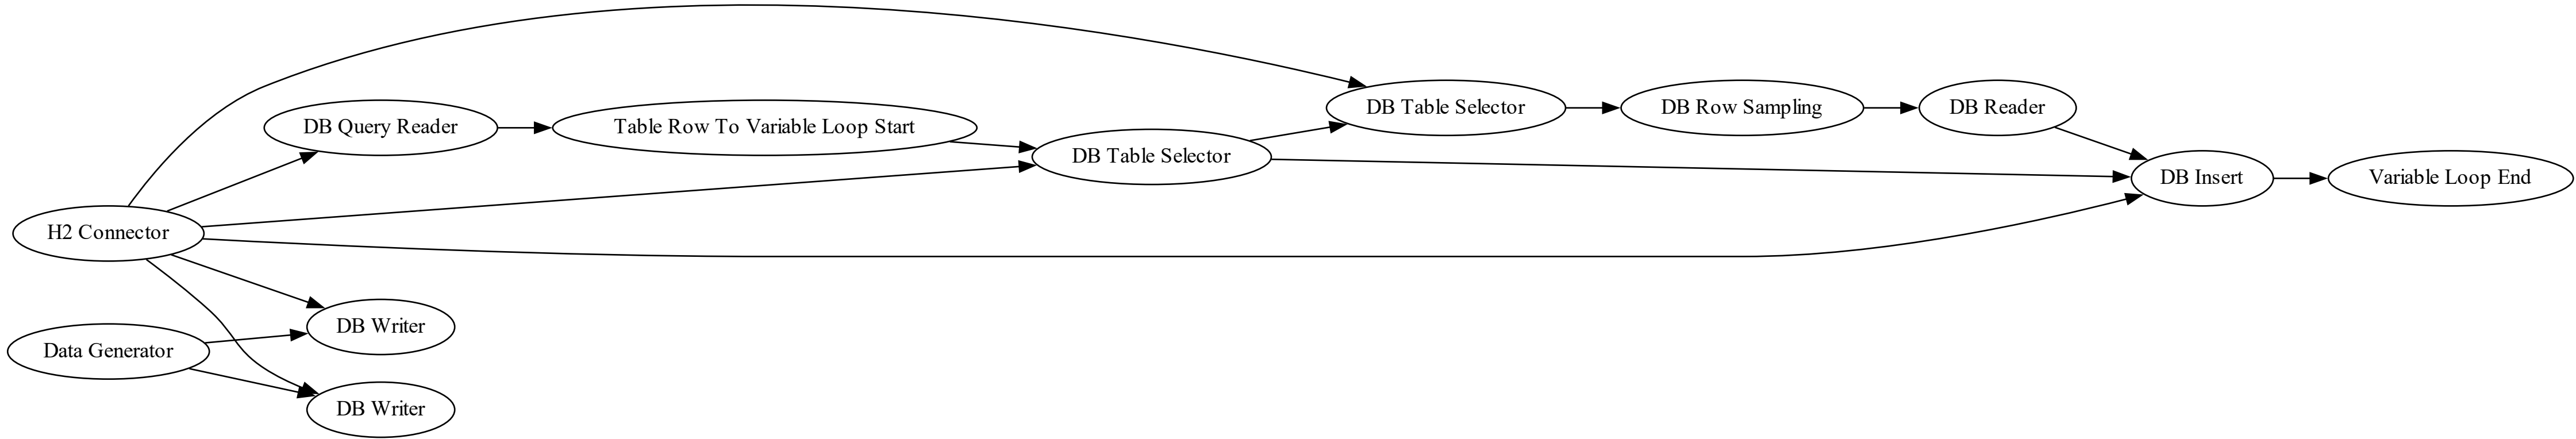 H2 Connector
Data Generator
DB Query Reader
DB Writer
DB Writer
Table Row To Variable Loop Start
DB Table Selector
DB Table Selector
DB Row Sampling
DB Reader
DB Insert
Variable Loop End